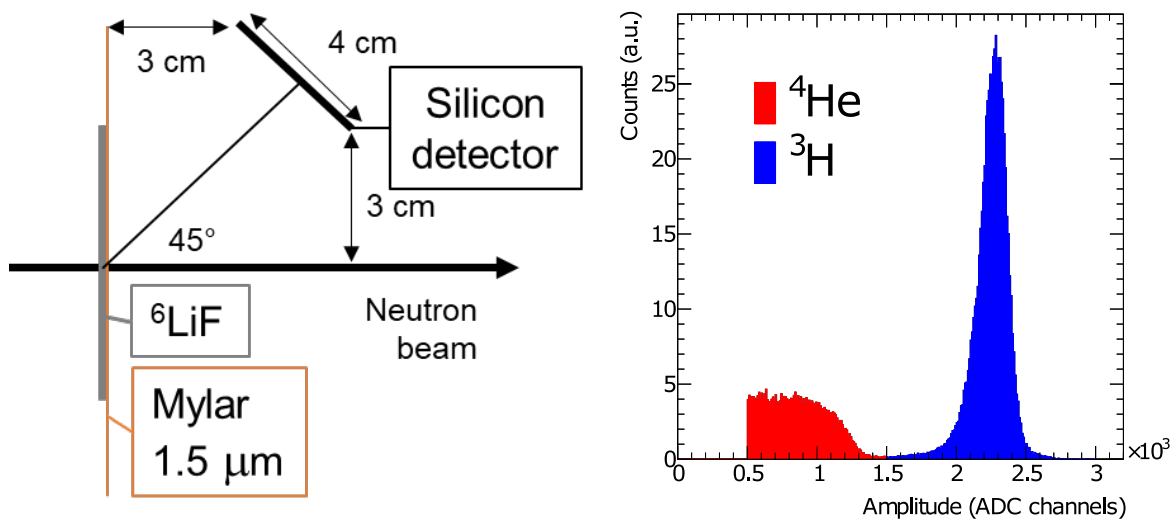 3 cm
4 cm
Silicon
detector
3 cm
45°
⁶LiF
Neutron
beam
Mylar
1.5 μm
Counts (a.u.)
25
20
15
10
5
0
⁴He
³H
0
0.5
1
1.5
2
2.5
3
×10³
Amplitude (ADC channels)